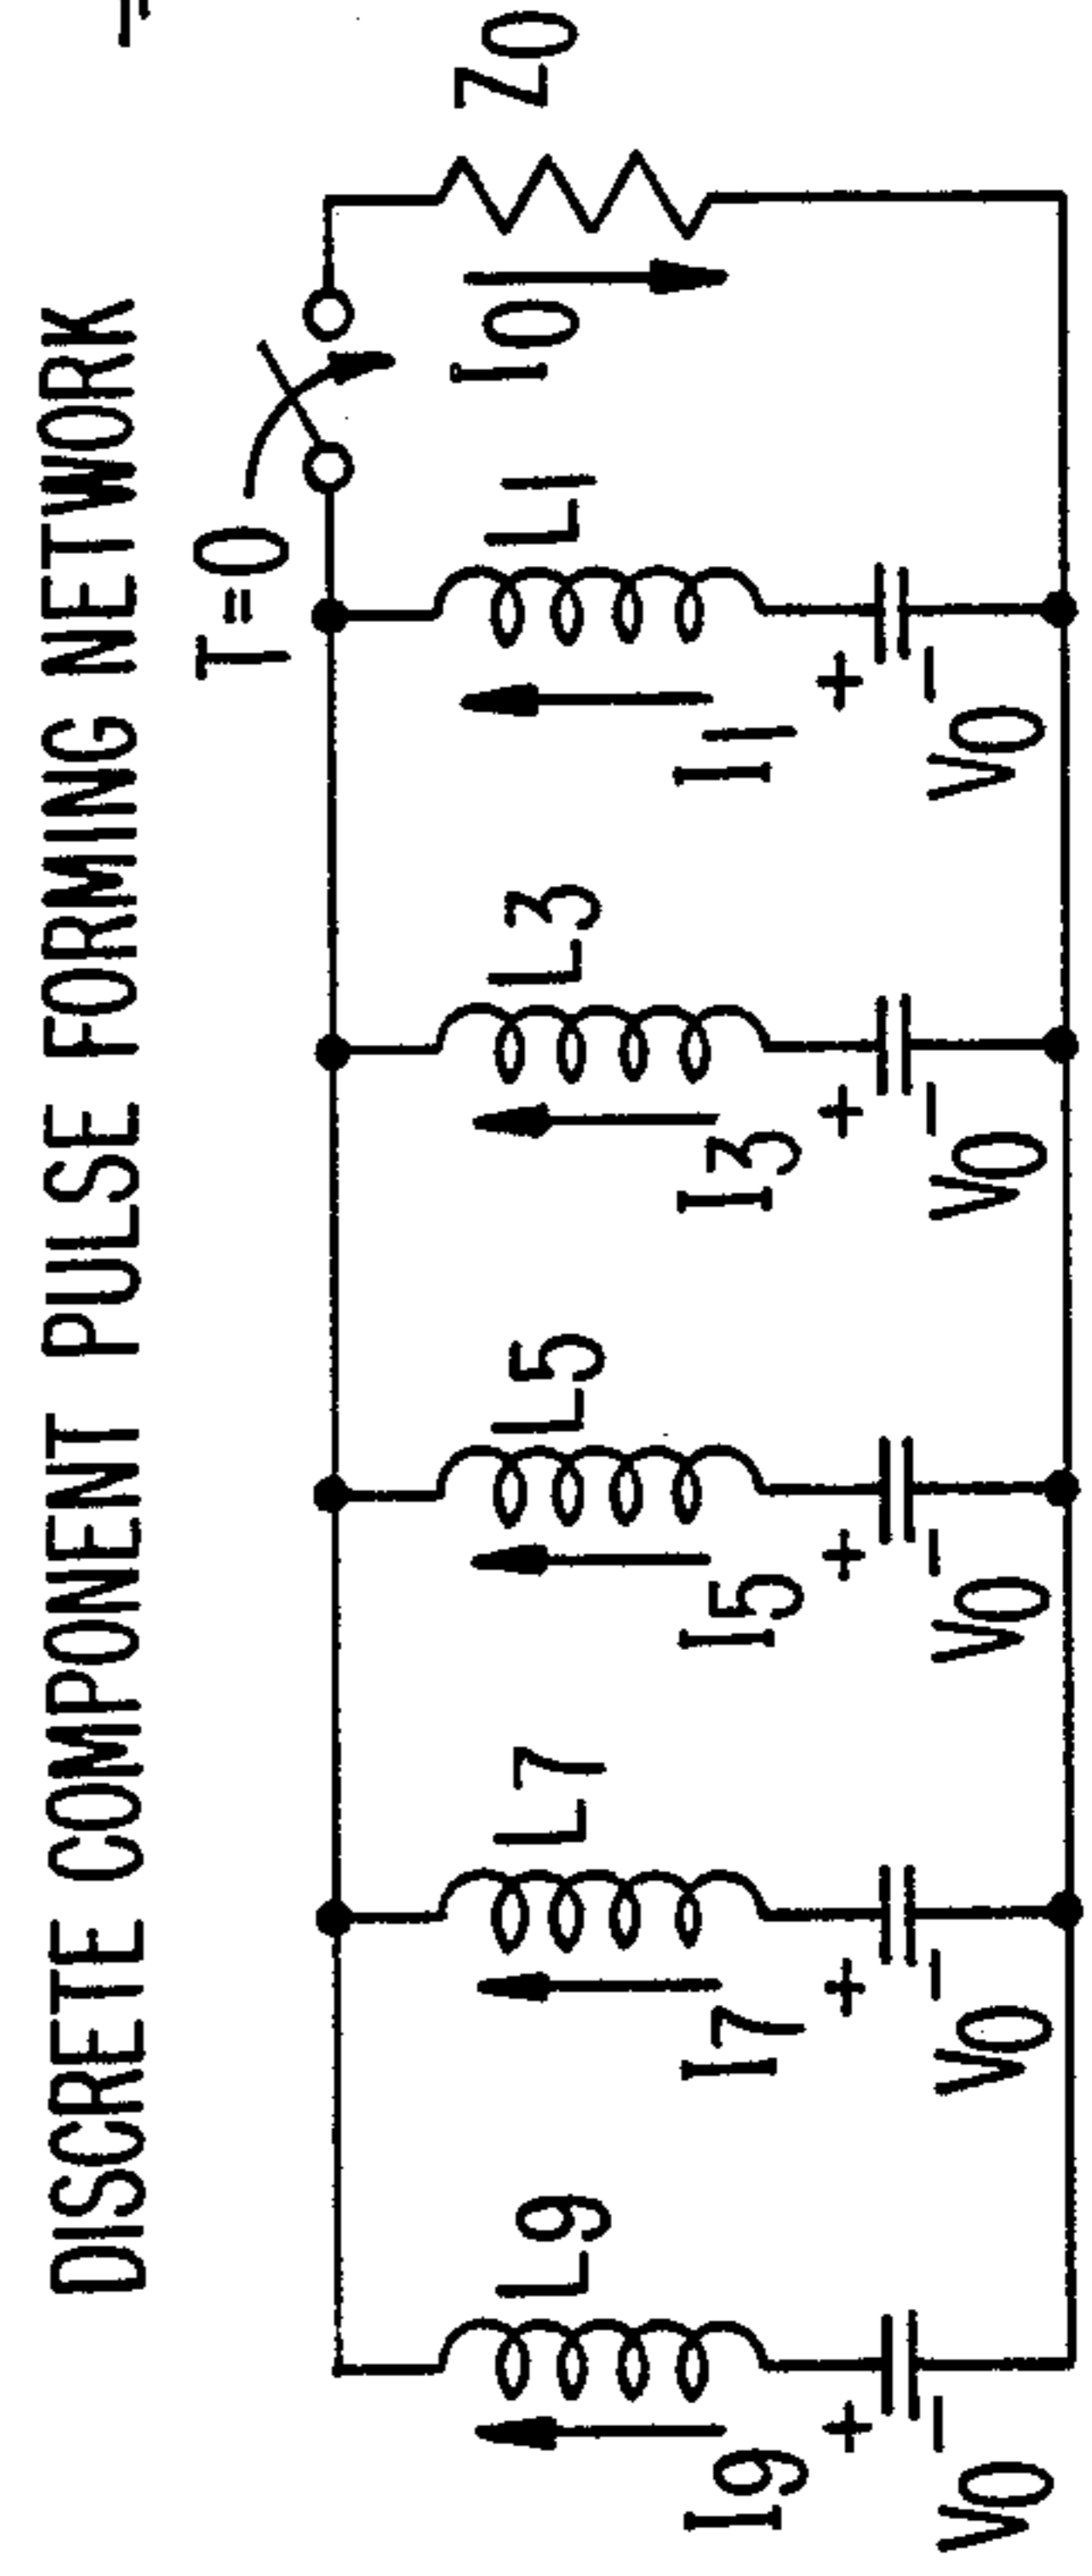 DISCRETE COMPONENT PULSE FORMING NETWORK
T=0
L9
L7
L5
L3
L1
I0
Z0
I9
I7
I5
I3
I1
+
+
+
+
+
−
−
−
−
−
V0
V0
V0
V0
V0